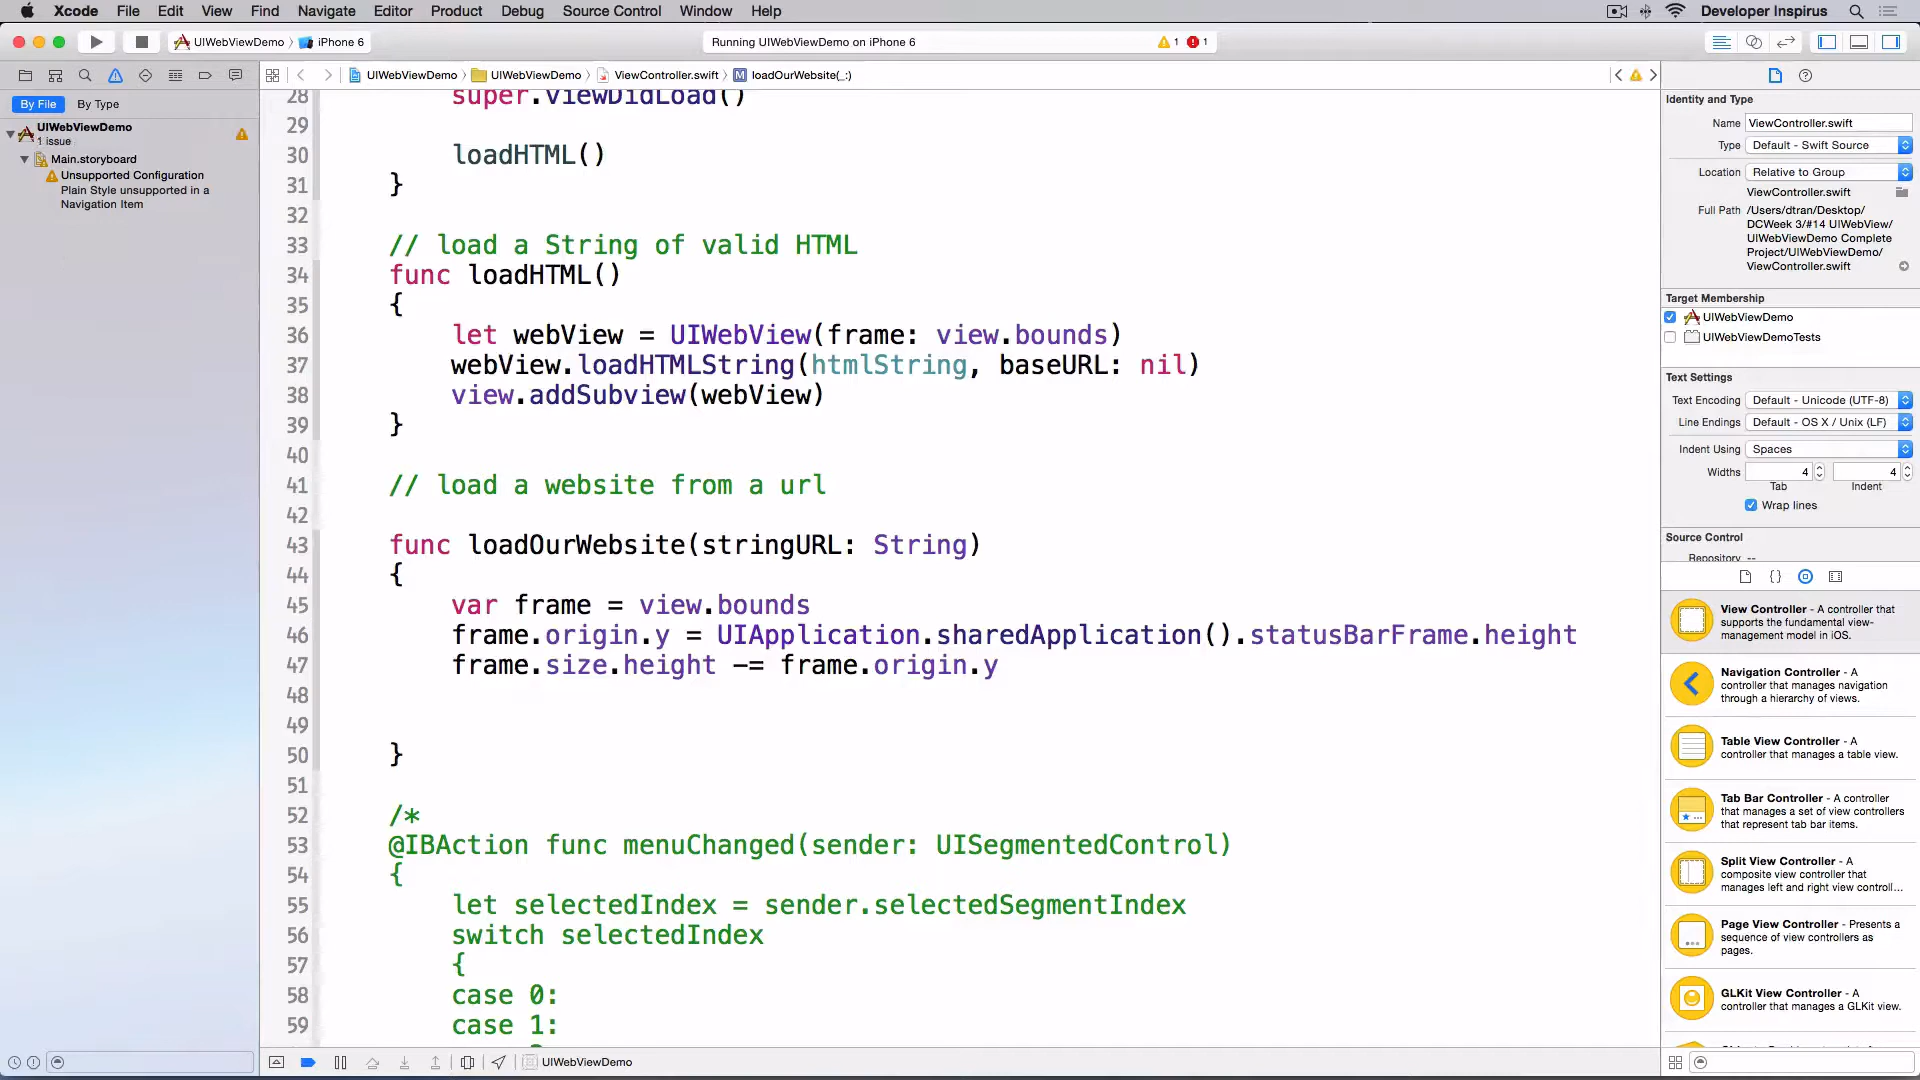 Xcode File Edit View Find Navigate Editor Product Debug Source Control Window Help Developer Inspirus
UIWebViewDemo iPhone 6 Running UIWebViewDemo on iPhone 6 1 1
UIWebViewDemo UIWebViewDemo ViewController.swift loadOurWebsite(_:)
By File By Type
UIWebViewDemo
1 issue
Main.storyboard
Unsupported Configuration
Plain Style unsupported in a
Navigation Item
28 super.viewDidLoad()
29
30 loadHTML()
31 }
32
33 // load a String of valid HTML
34 func loadHTML()
35 {
36 let webView = UIWebView(frame: view.bounds)
37 webView.loadHTMLString(htmlString, baseURL: nil)
38 view.addSubview(webView)
39 }
40
41 // load a website from a url
42
43 func loadOurWebsite(stringURL: String)
44 {
45 var frame = view.bounds
46 frame.origin.y = UIApplication.sharedApplication().statusBarFrame.height
47 frame.size.height -= frame.origin.y
48
49
50 }
51
52 /*
53 @IBAction func menuChanged(sender: UISegmentedControl)
54 {
55 let selectedIndex = sender.selectedSegmentIndex
56 switch selectedIndex
57 {
58 case 0:
59 case 1:
UIWebViewDemo
Identity and Type
Name ViewController.swift
Type Default - Swift Source
Location Relative to Group
ViewController.swift
Full Path /Users/dtran/Desktop/
DCWeek 3/#14 UIWebView/
UIWebViewDemo Complete
Project/UIWebViewDemo/
ViewController.swift
Target Membership
UIWebViewDemo
UIWebViewDemoTests
Text Settings
Text Encoding Default - Unicode (UTF-8)
Line Endings Default - OS X / Unix (LF)
Indent Using Spaces
Widths 4 4
Tab Indent
Wrap lines
Source Control
Repository --
View Controller - A controller that
supports the fundamental view-
management model in iOS.
Navigation Controller - A
controller that manages navigation
through a hierarchy of views.
Table View Controller - A
controller that manages a table view.
Tab Bar Controller - A controller
that manages a set of view controllers
that represent tab bar items.
Split View Controller - A
composite view controller that
manages left and right view controll...
Page View Controller - Presents a
sequence of view controllers as
pages.
GLKit View Controller - A
controller that manages a GLKit view.